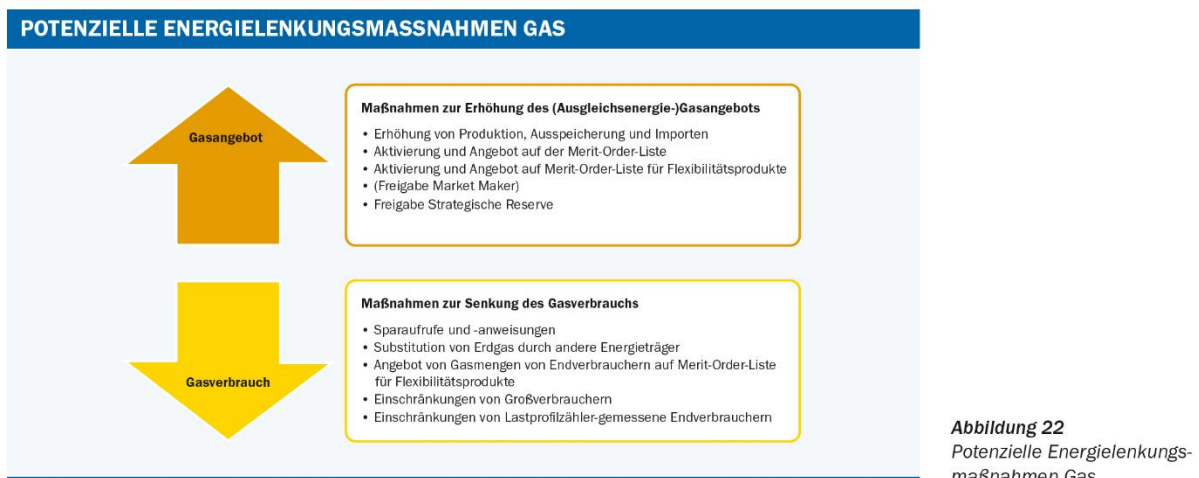 POTENZIELLE ENERGIELENKUNGSMASSNAHMEN GAS
Gasangebot
Maßnahmen zur Erhöhung des (Ausgleichsenergie-)Gasangebots
• Erhöhung von Produktion, Ausspeicherung und Importen
• Aktivierung und Angebot auf der Merit-Order-Liste
• Aktivierung und Angebot auf Merit-Order-Liste für Flexibilitätsprodukte
• (Freigabe Market Maker)
• Freigabe Strategische Reserve
Gasverbrauch
Maßnahmen zur Senkung des Gasverbrauchs
• Sparaufrufe und -anweisungen
• Substitution von Erdgas durch andere Energieträger
• Angebot von Gasmengen von Endverbrauchern auf Merit-Order-Liste
für Flexibilitätsprodukte
• Einschränkungen von Großverbrauchern
• Einschränkungen von Lastprofilzähler-gemessene Endverbrauchern
Abbildung 22
Potenzielle Energielenkungs-
maßnahmen Gas